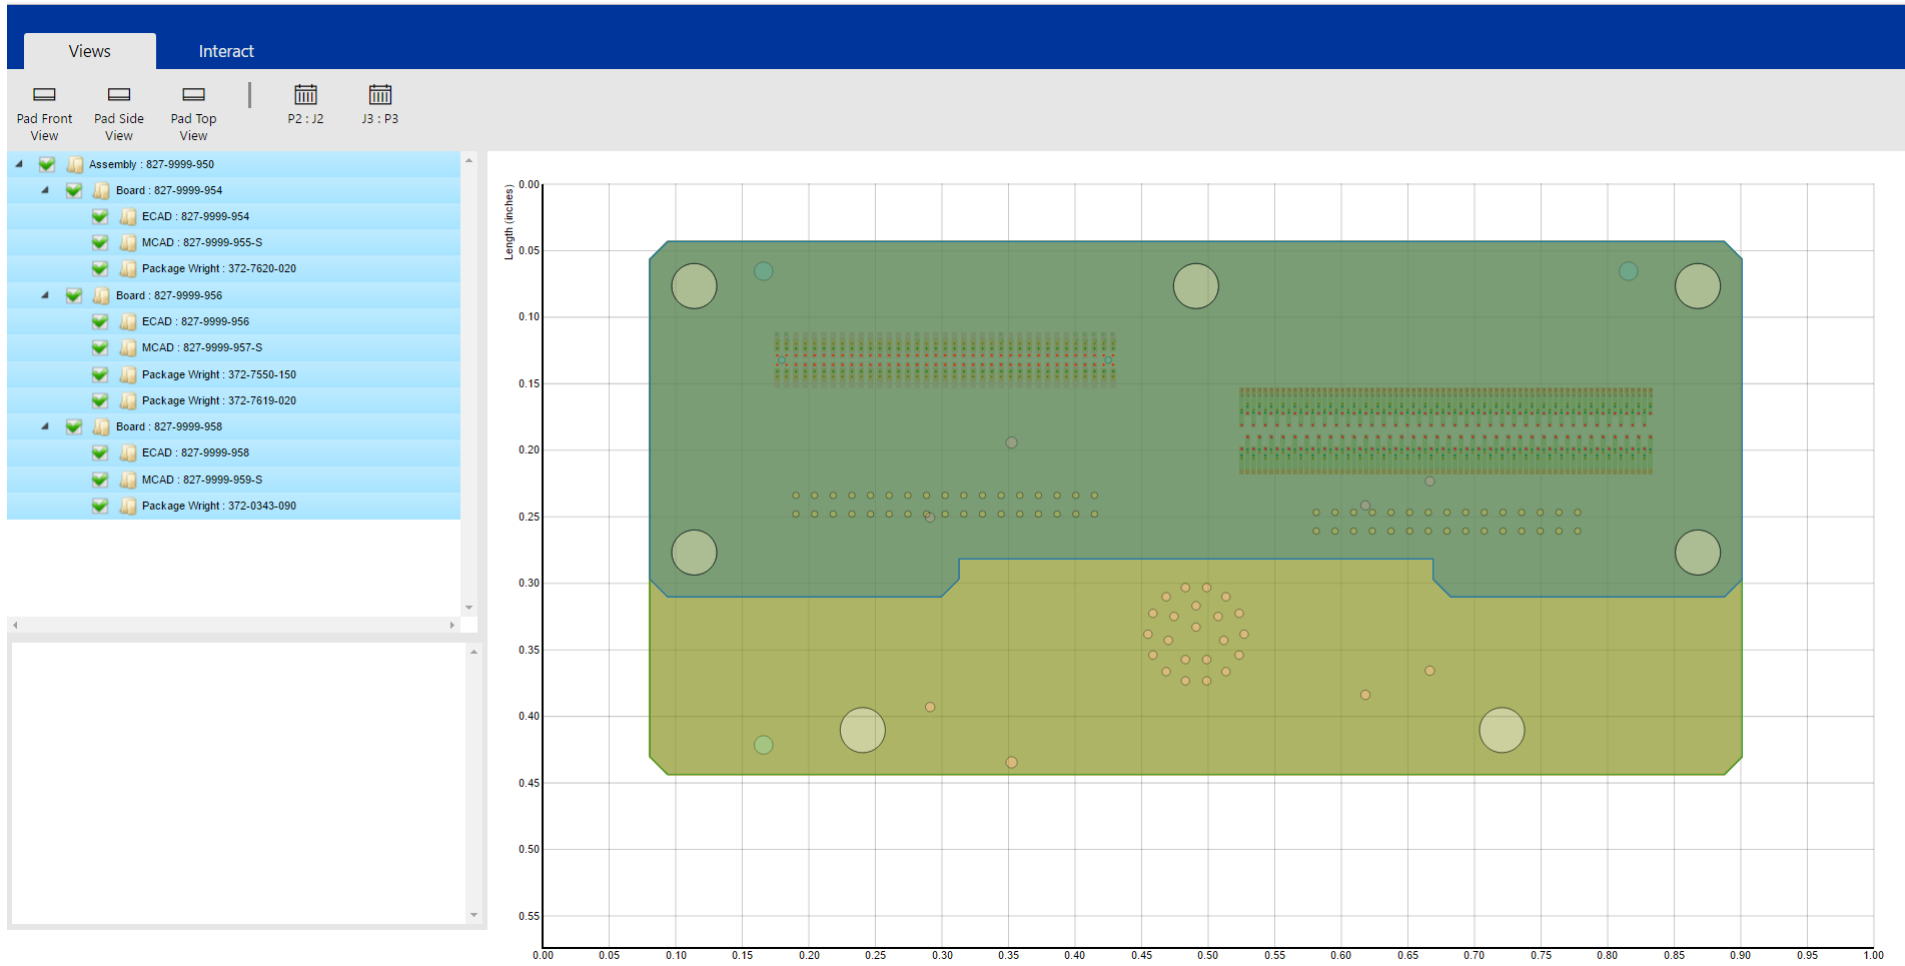 Views
Interact
Pad Front
View
Pad Side
View
Pad Top
View
P2 : J2
J3 : P3
Assembly : 827-9999-950
Board : 827-9999-954
ECAD : 827-9999-954
MCAD : 827-9999-955-S
Package Wright : 372-7620-020
Board : 827-9999-956
ECAD : 827-9999-956
MCAD : 827-9999-957-S
Package Wright : 372-7550-150
Package Wright : 372-7619-020
Board : 827-9999-958
ECAD : 827-9999-958
MCAD : 827-9999-959-S
Package Wright : 372-0343-090
Length (inches)
0.00
0.05
0.10
0.15
0.20
0.25
0.30
0.35
0.40
0.45
0.50
0.55
0.00 0.05 0.10 0.15 0.20 0.25 0.30 0.35 0.40 0.45 0.50 0.55 0.60 0.65 0.70 0.75 0.80 0.85 0.90 0.95 1.00